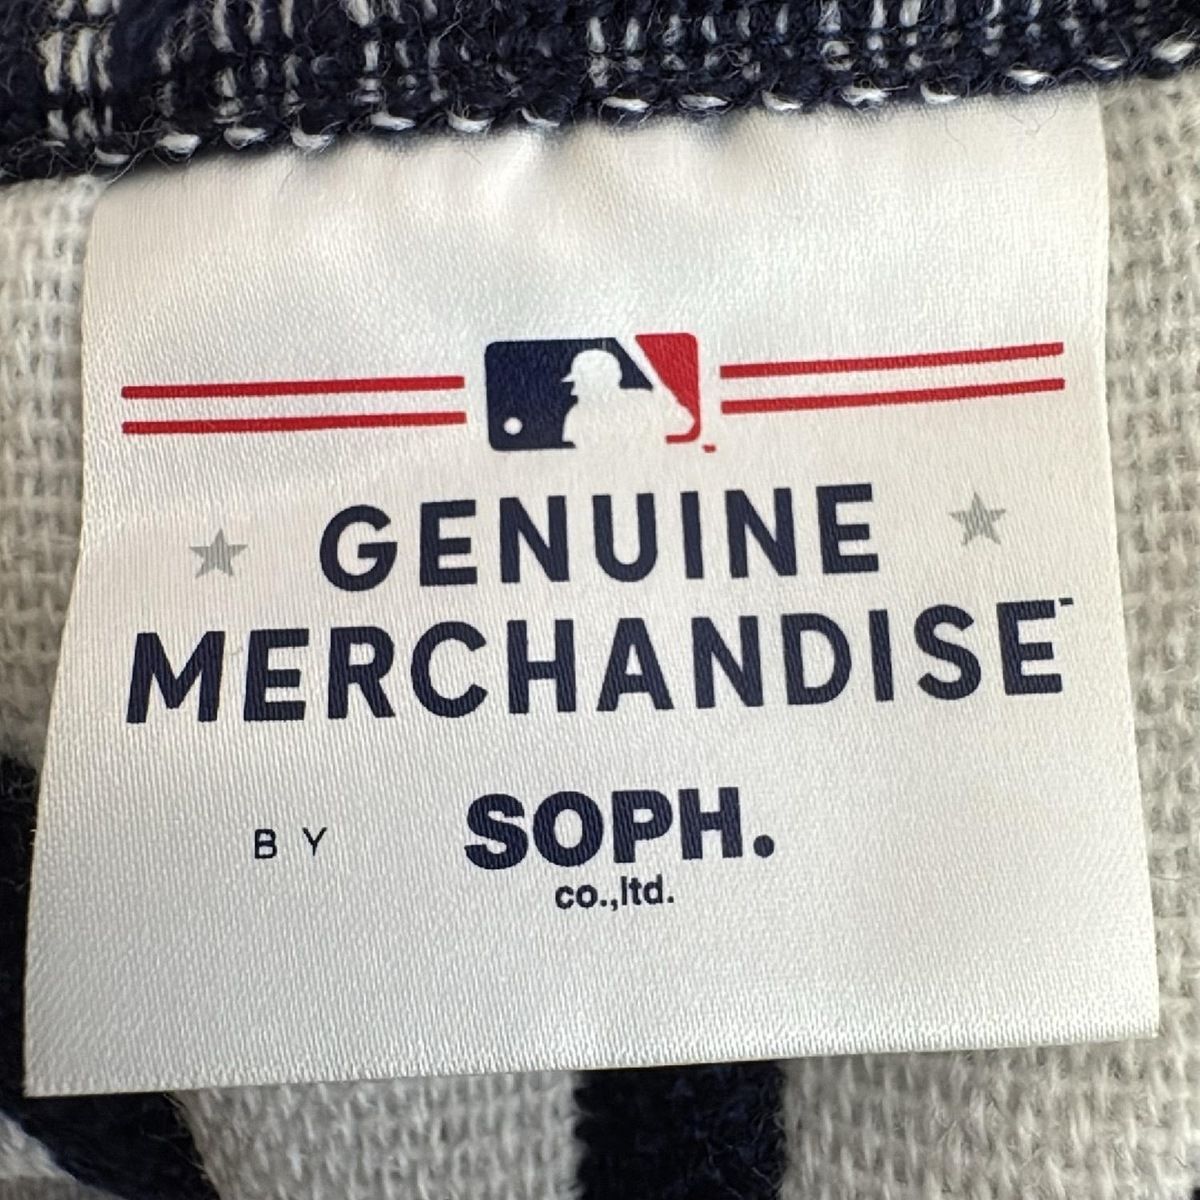 GENUINE
MERCHANDISE
BY SOPH.
co.,ltd.